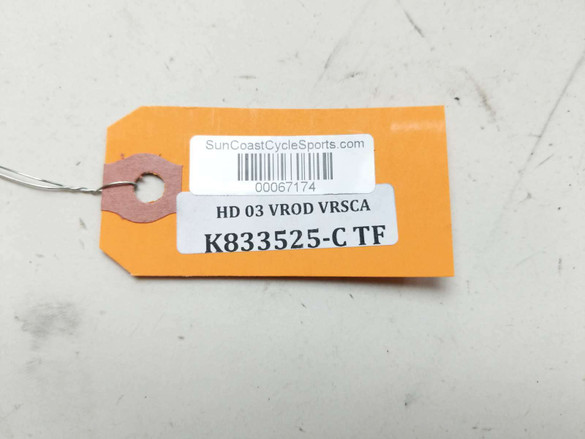 SunCoastCycleSports.com
00067174
HD 03 VROD VRSCA
K833525-C TF